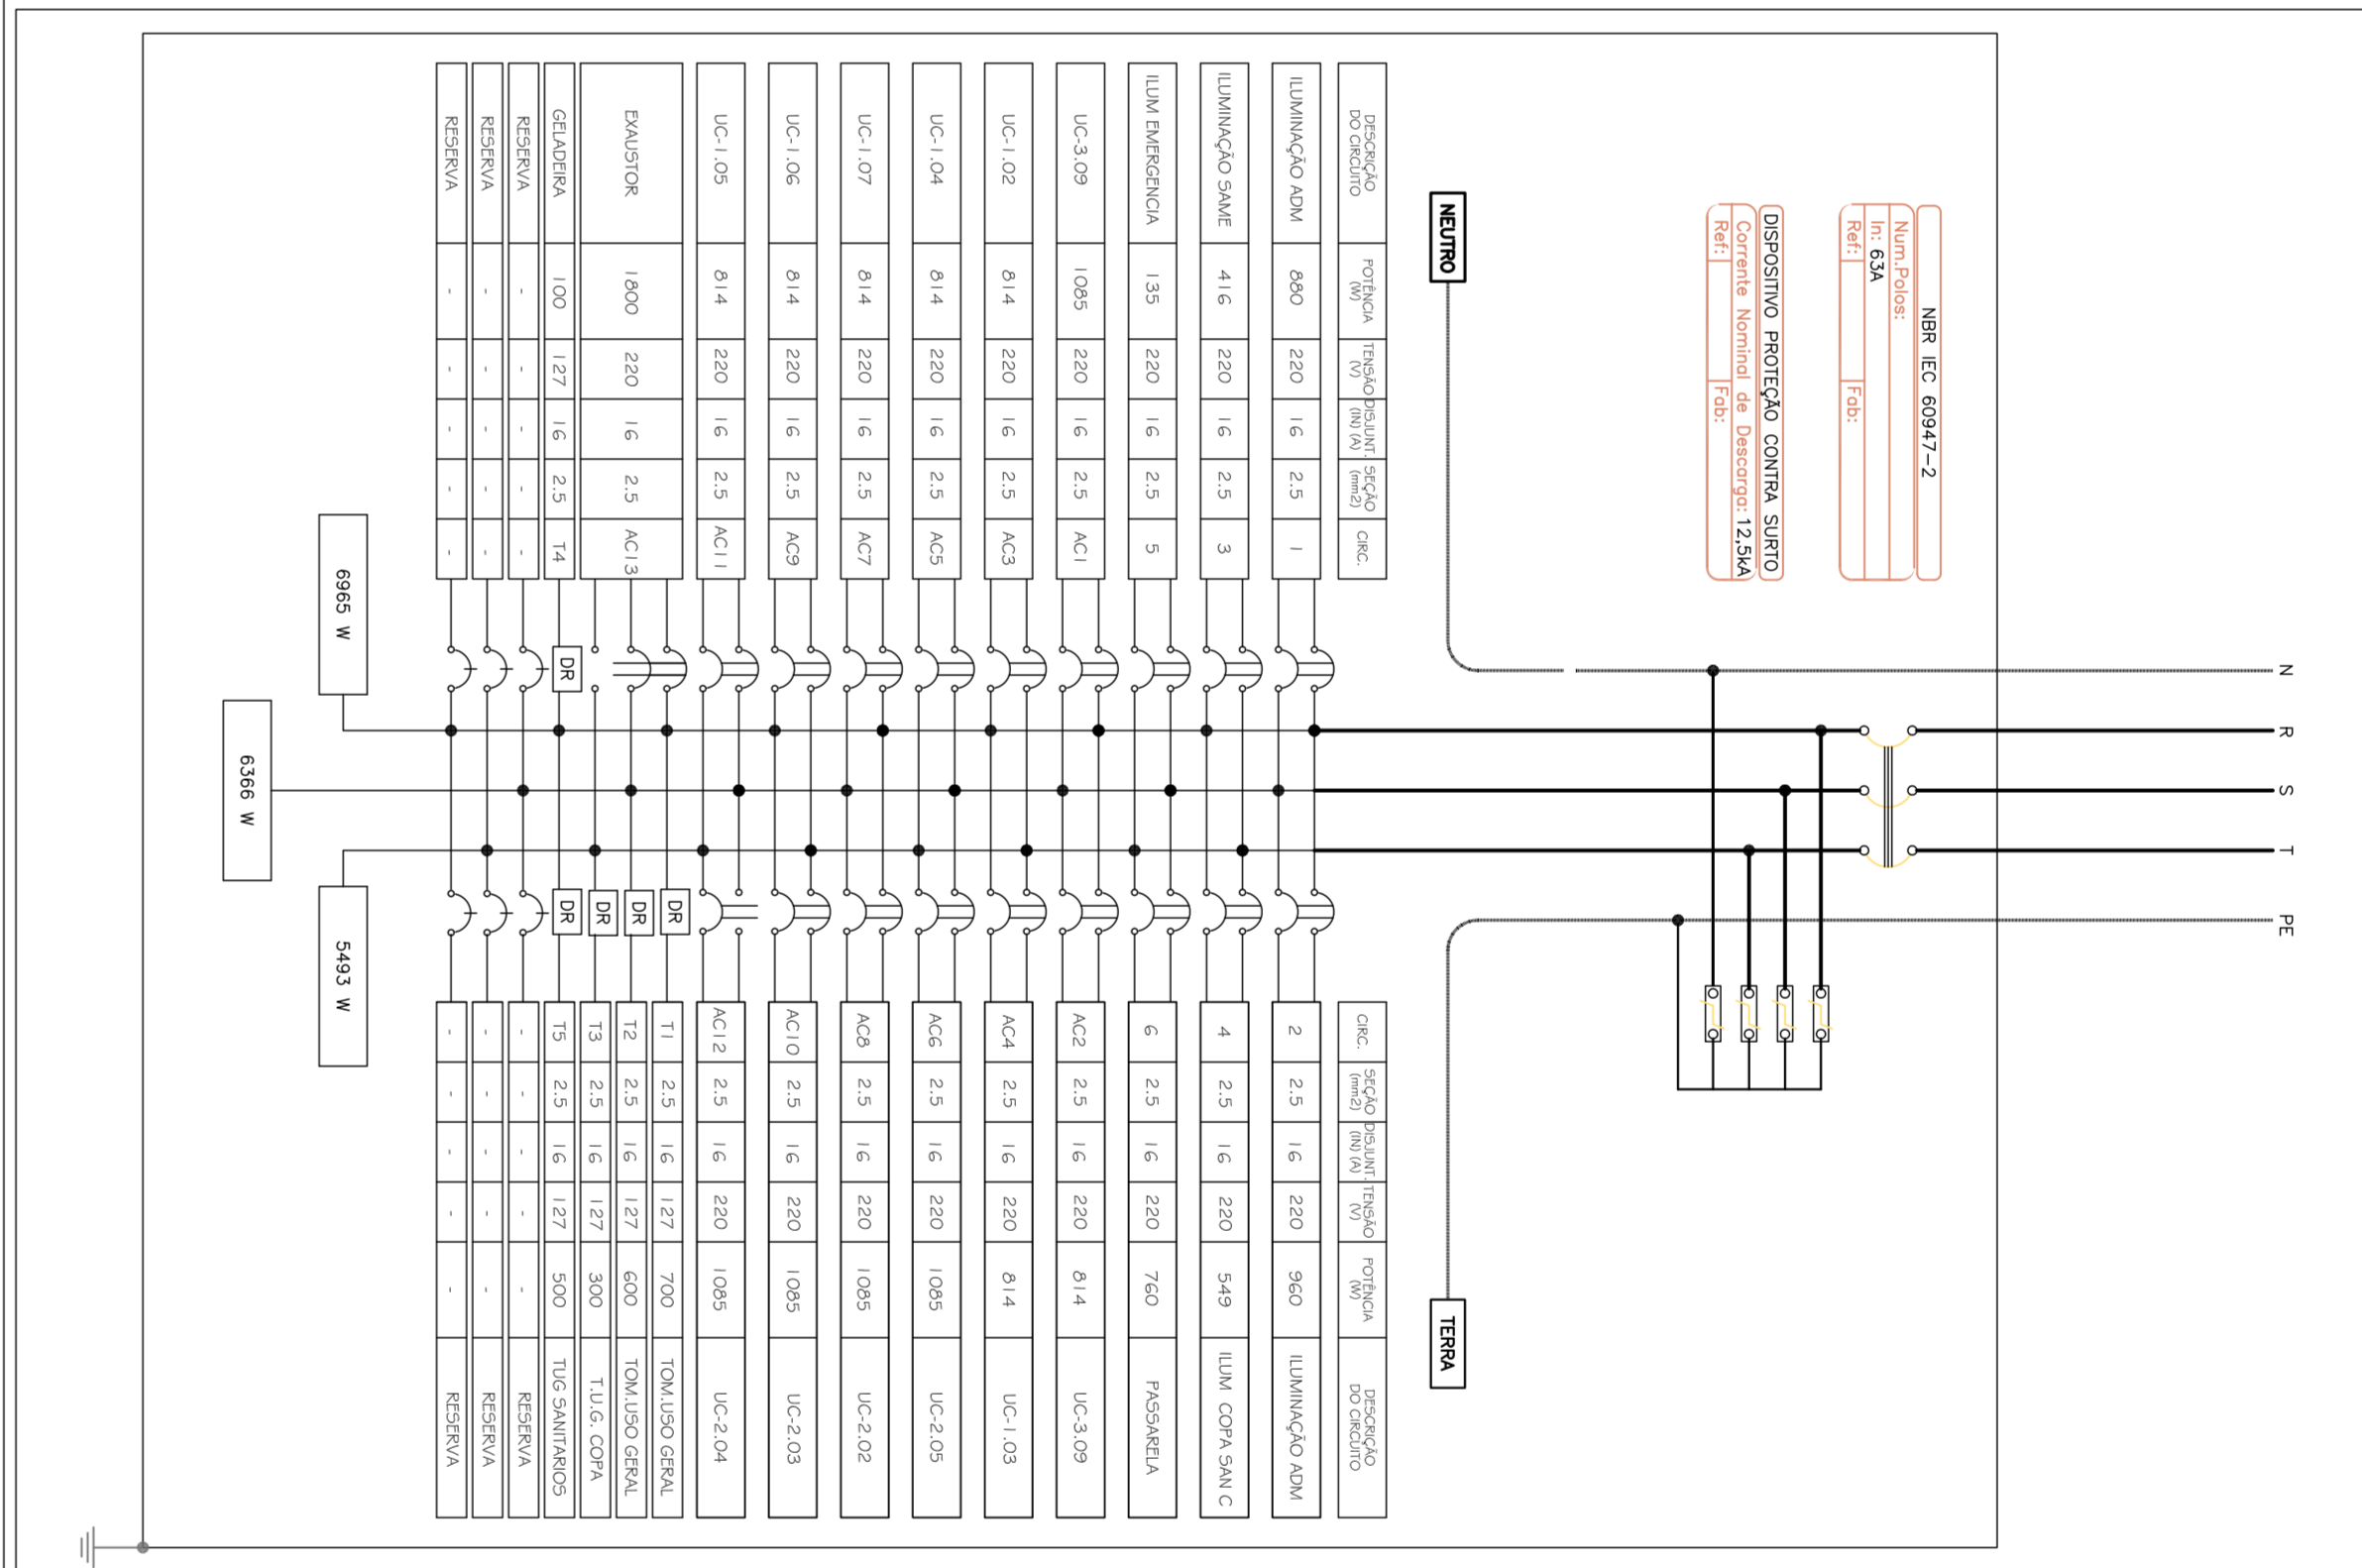 N
R
S
T
PE
NBR IEC 60947-2
Num.Polos:
In: 63A
Ref:
Fab:
DISPOSITIVO PROTEÇÃO CONTRA SURTO
Corrente Nominal de Descarga: 12,5kA
Ref:
Fab:
NEUTRO
TERRA
DESCRIÇÃO DO CIRCUITO POTÊNCIA (W) TENSÃO (V) DISJUNT. (IN) (A) SEÇÃO (mm2) CIRC.
ILUMINAÇÃO ADM 880 220 16 2.5 1
ILUMINAÇÃO SAME 416 220 16 2.5 3
ILUM EMERGENCIA 135 220 16 2.5 5
UC-3.09 1085 220 16 2.5 AC1
UC-1.02 814 220 16 2.5 AC3
UC-1.04 814 220 16 2.5 AC5
UC-1.07 814 220 16 2.5 AC7
UC-1.06 814 220 16 2.5 AC9
UC-1.05 814 220 16 2.5 AC11
EXAUSTOR 1800 220 16 2.5 AC13
GELADEIRA 100 127 16 2.5 T4
RESERVA - - - - -
RESERVA - - - - -
RESERVA - - - - -
DR
DR
DR
DR
DR
CIRC. SEÇÃO (mm2) DISJUNT. (IN) (A) TENSÃO (V) POTÊNCIA (W) DESCRIÇÃO DO CIRCUITO
2 2.5 16 220 960 ILUMINAÇÃO ADM
4 2.5 16 220 549 ILUM COPA SAN C
6 2.5 16 220 760 PASSARELA
AC2 2.5 16 220 814 UC-3.09
AC4 2.5 16 220 814 UC-1.03
AC6 2.5 16 220 1085 UC-2.05
AC8 2.5 16 220 1085 UC-2.02
AC10 2.5 16 220 1085 UC-2.03
AC12 2.5 16 220 1085 UC-2.04
T1 2.5 16 127 700 TOM.USO GERAL
T2 2.5 16 127 600 TOM.USO GERAL
T3 2.5 16 127 300 T.U.G. COPA
T5 2.5 16 127 500 TUG SANITARIOS
- - - - - RESERVA
- - - - - RESERVA
- - - - - RESERVA
6965 W
6366 W
5493 W